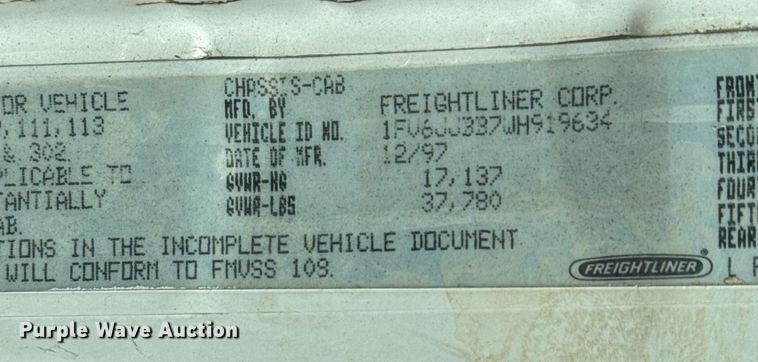 CHASSIS-CAB
OR VEHICLE MFD. BY FREIGHTLINER CORP.
, 111, 113 VEHICLE ID NO. 1FV6JJ337WH919634
& 302. DATE OF MFR. 12/97
PLICABLE TO GVWR-KG 17,137
TANTIALLY GVWR-LBS 37,780
AB.
TIONS IN THE INCOMPLETE VEHICLE DOCUMENT
WILL CONFORM TO FMVSS 108.
FRON
FIRS
SECO
THIR
FOUR
FIFT
REAR
FREIGHTLINER®
Purple Wave Auction